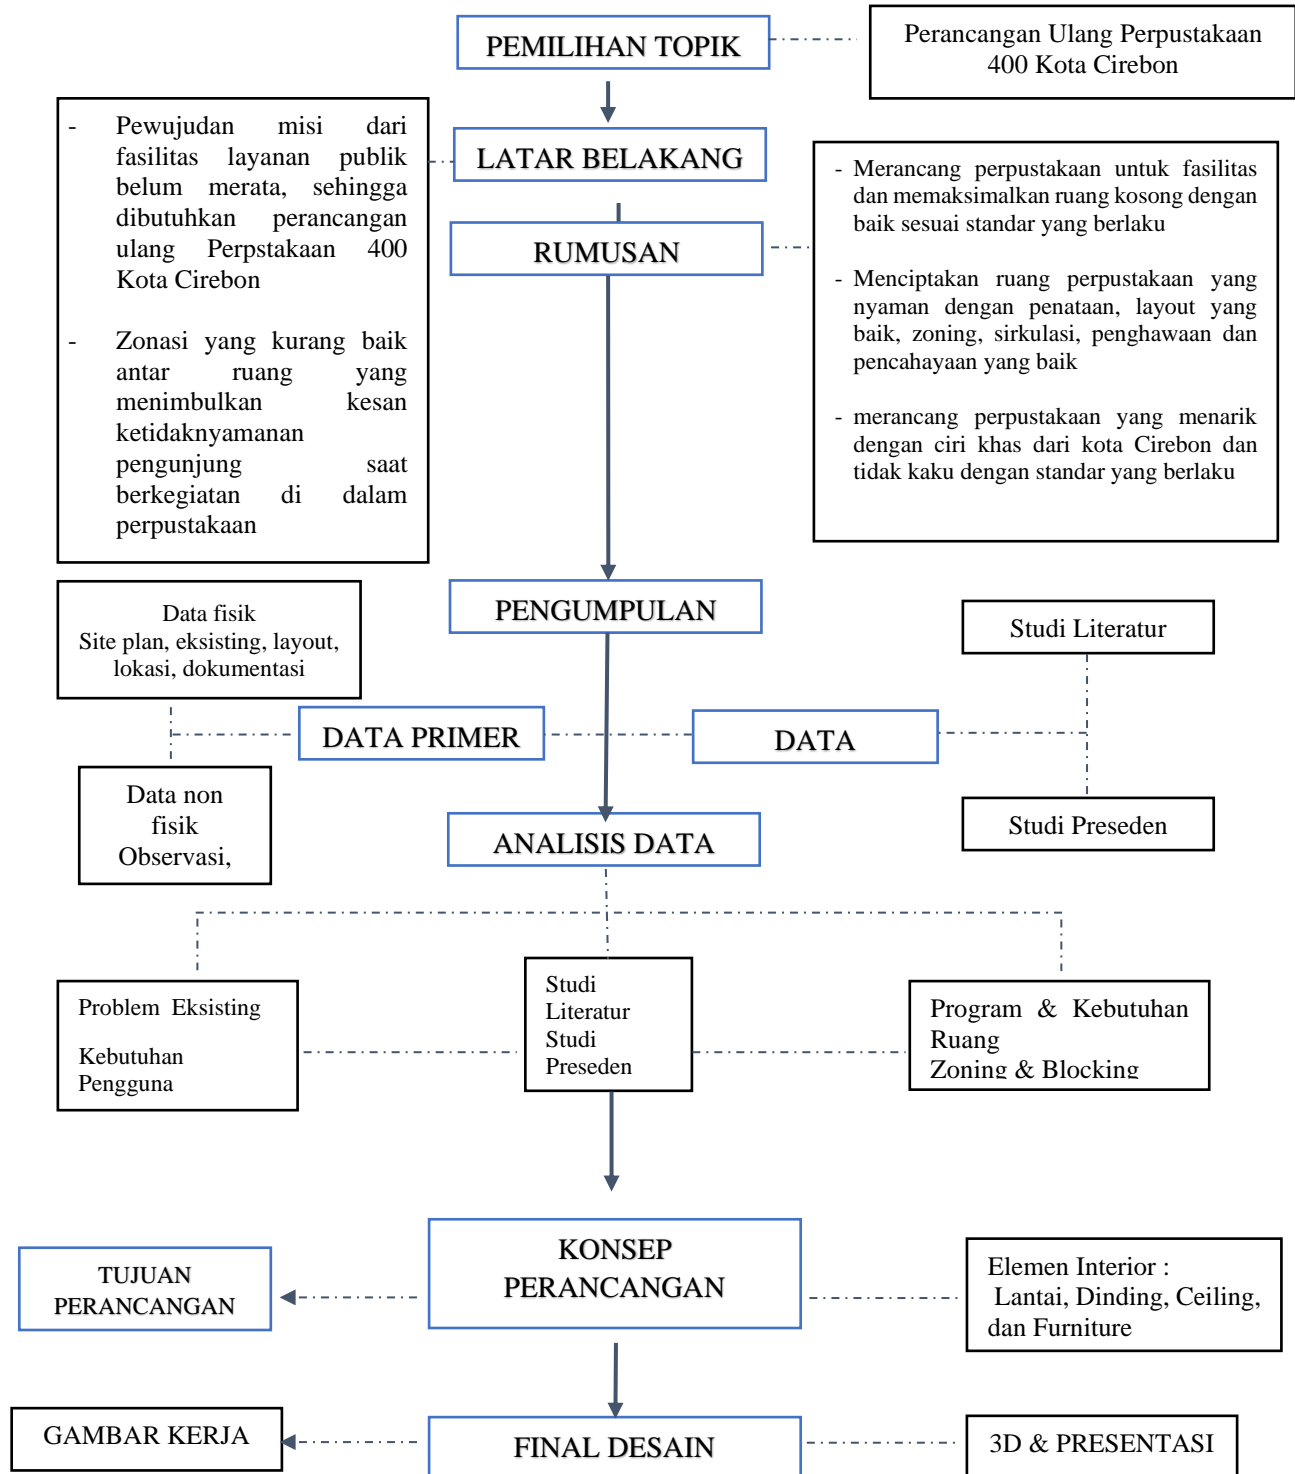 PEMILIHAN TOPIK
Perancangan Ulang Perpustakaan
400 Kota Cirebon
LATAR BELAKANG
- Pewujudan misi dari
fasilitas layanan publik
belum merata, sehingga
dibutuhkan perancangan
ulang Perpstakaan 400
Kota Cirebon
- Zonasi yang kurang baik
antar ruang yang
menimbulkan kesan
ketidaknyamanan
pengunjung saat
berkegiatan di dalam
perpustakaan
RUMUSAN
- Merancang perpustakaan untuk fasilitas
dan memaksimalkan ruang kosong dengan
baik sesuai standar yang berlaku
- Menciptakan ruang perpustakaan yang
nyaman dengan penataan, layout yang
baik, zoning, sirkulasi, penghawaan dan
pencahayaan yang baik
- merancang perpustakaan yang menarik
dengan ciri khas dari kota Cirebon dan
tidak kaku dengan standar yang berlaku
PENGUMPULAN
Data fisik
Site plan, eksisting, layout,
lokasi, dokumentasi
Studi Literatur
DATA PRIMER
DATA
Data non
fisik
Observasi,
Studi Preseden
ANALISIS DATA
Problem Eksisting
Kebutuhan
Pengguna
Studi
Literatur
Studi
Preseden
Program & Kebutuhan
Ruang
Zoning & Blocking
KONSEP
PERANCANGAN
TUJUAN
PERANCANGAN
Elemen Interior :
Lantai, Dinding, Ceiling,
dan Furniture
GAMBAR KERJA
FINAL DESAIN
3D & PRESENTASI